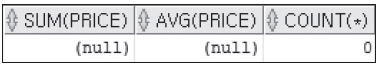 SUM(PRICE) AVG(PRICE) COUNT(*)
(null) (null) 0